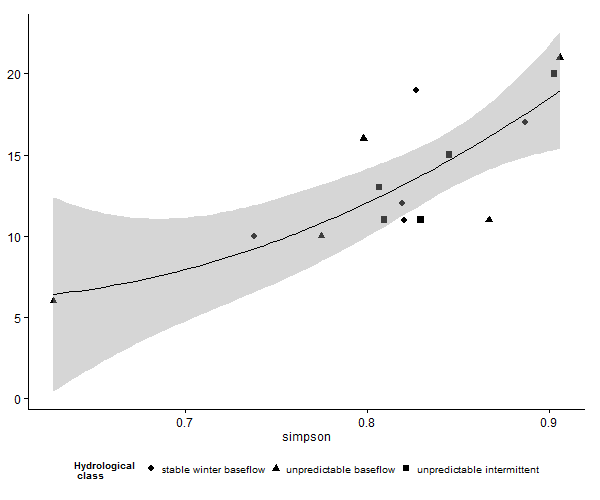 20
15
10
5
0
0.7 0.8 0.9
simpson
Hydrological
class
stable winter baseflow unpredictable baseflow unpredictable intermittent